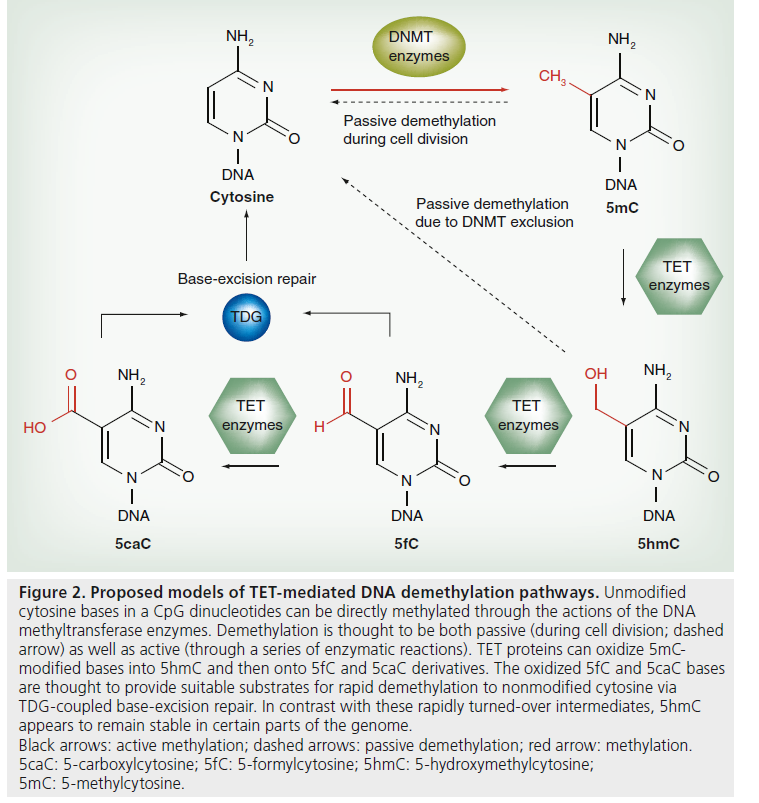 NH2
N
N
O
DNA
Cytosine
DNMT
enzymes
Passive demethylation
during cell division
NH2
CH3
N
N
O
DNA
5mC
Passive demethylation
due to DNMT exclusion
TET
enzymes
Base-excision repair
TDG
O
NH2
HO
N
N
O
DNA
5caC
TET
enzymes
O
NH2
H
N
N
O
DNA
5fC
TET
enzymes
OH
NH2
N
N
O
DNA
5hmC
Figure 2. Proposed models of TET-mediated DNA demethylation pathways. Unmodified
cytosine bases in a CpG dinucleotides can be directly methylated through the actions of the DNA
methyltransferase enzymes. Demethylation is thought to be both passive (during cell division; dashed
arrow) as well as active (through a series of enzymatic reactions). TET proteins can oxidize 5mC-
modified bases into 5hmC and then onto 5fC and 5caC derivatives. The oxidized 5fC and 5caC bases
are thought to provide suitable substrates for rapid demethylation to nonmodified cytosine via
TDG-coupled base-excision repair. In contrast with these rapidly turned-over intermediates, 5hmC
appears to remain stable in certain parts of the genome.
Black arrows: active methylation; dashed arrows: passive demethylation; red arrow: methylation.
5caC: 5-carboxylcytosine; 5fC: 5-formylcytosine; 5hmC: 5-hydroxymethylcytosine;
5mC: 5-methylcytosine.